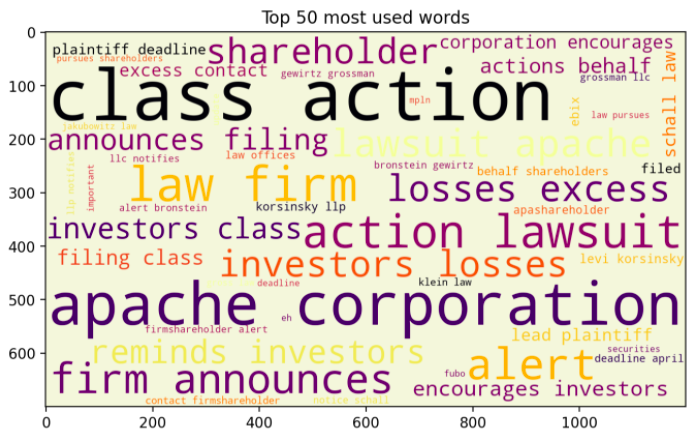 Top 50 most used words
0
100
200
300
400
500
600
0
200
400
600
800
1000
plaintiff deadline
pursues shareholders
shareholder
corporation encourages
excess contact
gewirtz grossman
actions behalf
grossman llc
class action
mpln
ebix
law pursues
schall law
jakubowitz law
announces filing
lawsuit apache
llc notifies
law offices
bronstein gewirtz
behalf shareholders
filed
llp notifies
important
law firm
losses excess
alert bronstein
korsinsky llp
apashareholder
investors class
action lawsuit
filing class
investors losses
levi korsinsky
deadline
klein law
apache corporation
eh
firmshareholder alert
lead plaintiff
reminds investors
alert
securities
deadline april
firm announces
fubo
encourages investors
contact firmshareholder
notice schall